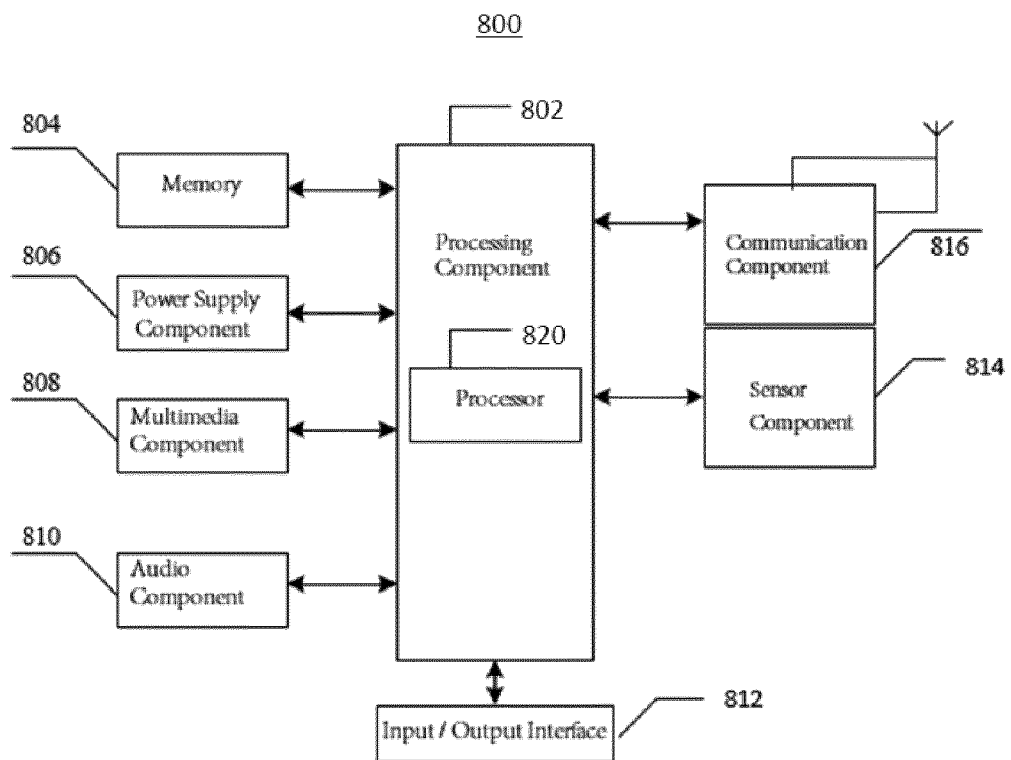 800
802
804
Memory
806
Power Supply
Component
808
Multimedia
Component
810
Audio
Component
Processing
Component
820
Processor
Communication
Component
816
Sensor
Component
814
812
Input / Output Interface